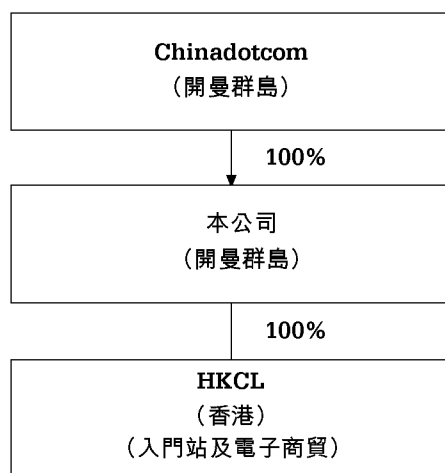 Chinadotcom
（開曼群島）
100%
本公司
（開曼群島）
100%
HKCL
（香港）
（入門站及電子商貿）